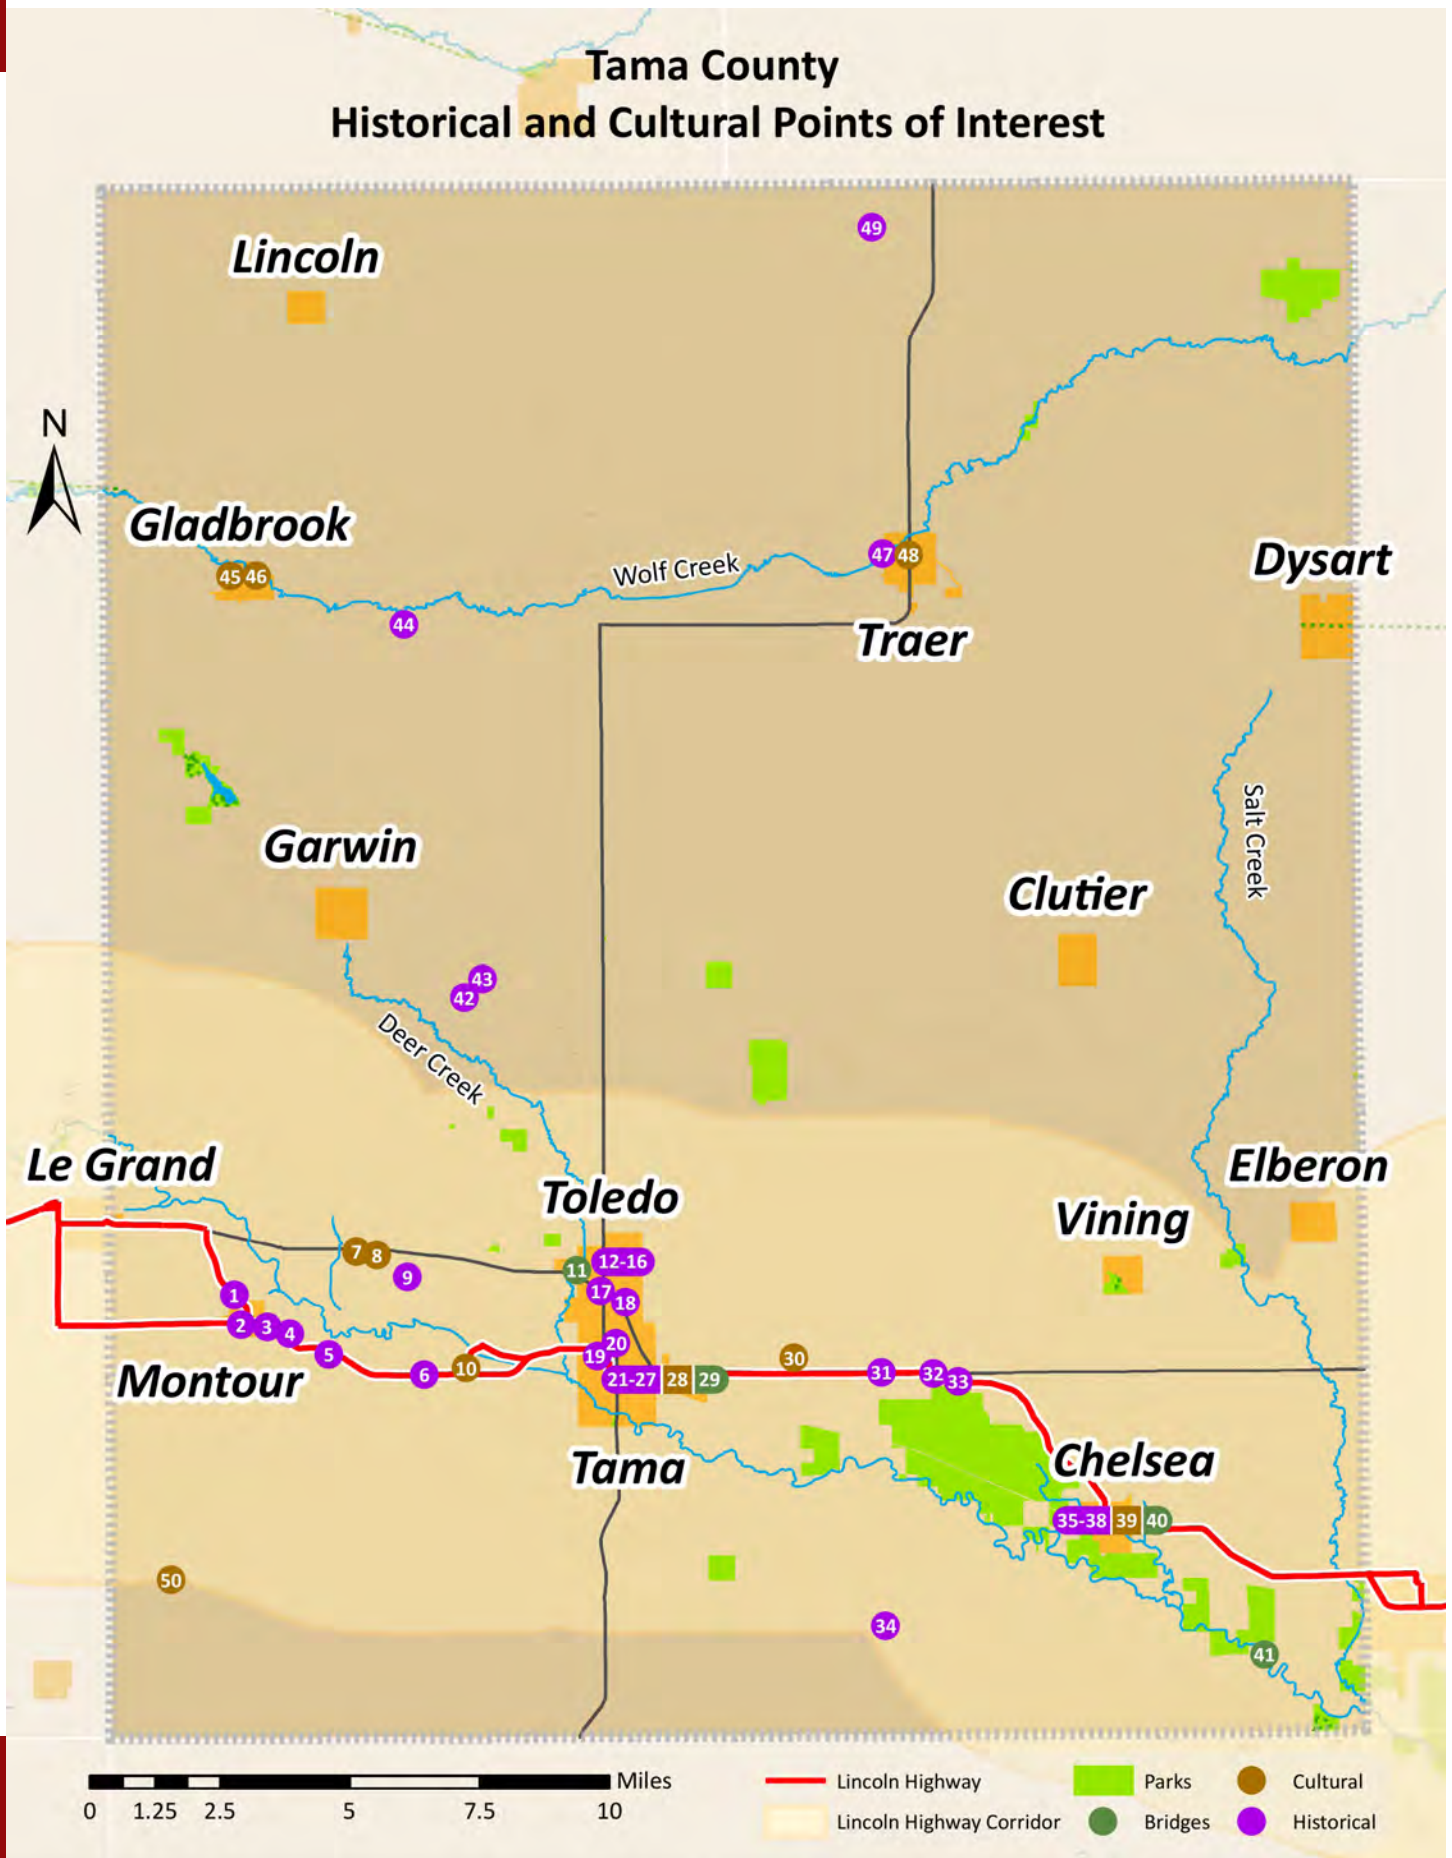 Tama County
Historical and Cultural Points of Interest
49
Lincoln
N
Gladbrook
Wolf Creek
47
48
Dysart
45
46
44
Traer
Salt Creek
Garwin
Clutier
43
42
Deer Creek
Le Grand
Toledo
Elberon
Vining
7
8
9
11
12-16
17
18
1
2
3
4
5
6
10
19
20
30
31
32
33
21-27
28
29
Montour
Tama
Chelsea
35-38
39
40
50
34
41
Miles
0
1.25
2.5
5
7.5
10
Lincoln Highway
Parks
Cultural
Lincoln Highway Corridor
Bridges
Historical